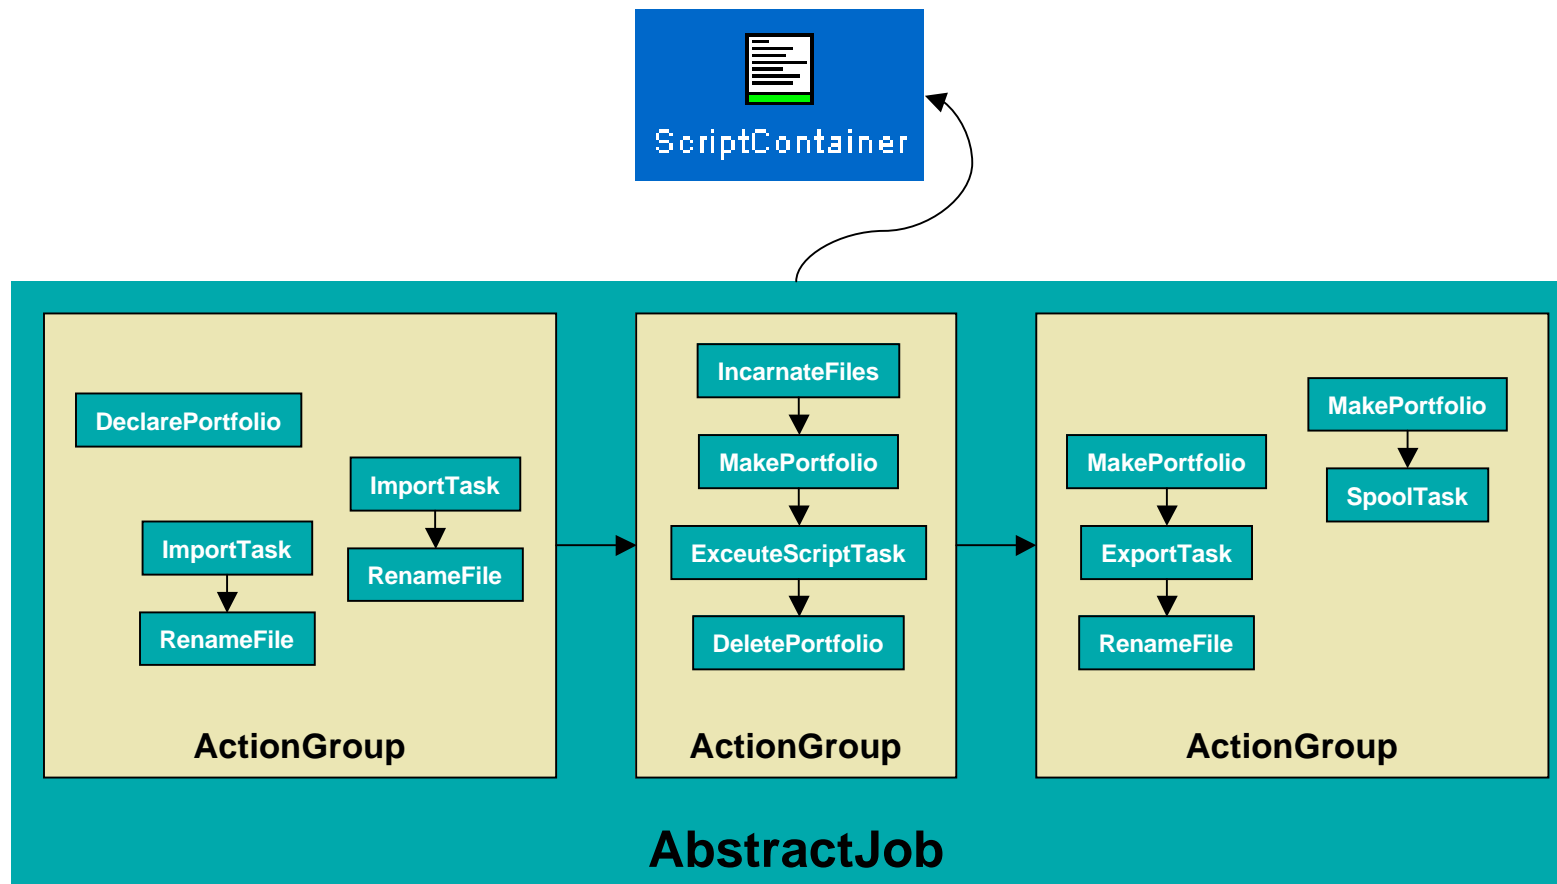 ScriptContainer
DeclarePortfolio
ImportTask
RenameFile
ImportTask
RenameFile
ActionGroup
IncarnateFiles
MakePortfolio
ExceuteScriptTask
DeletePortfolio
ActionGroup
MakePortfolio
ExportTask
RenameFile
MakePortfolio
SpoolTask
ActionGroup
AbstractJob